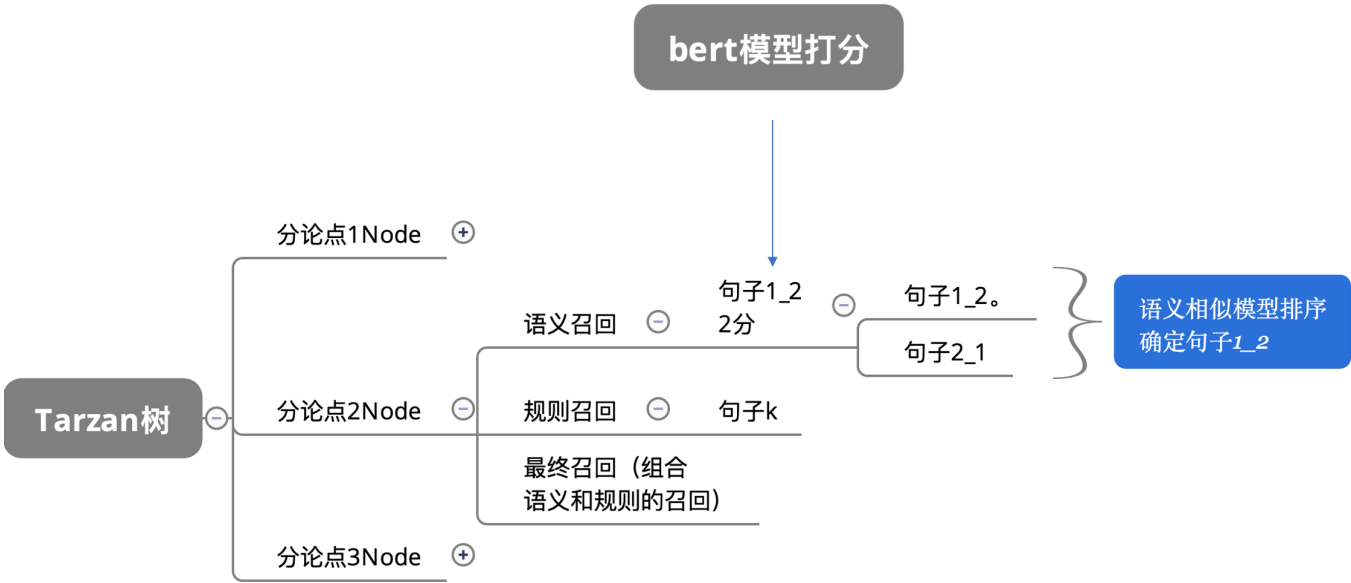 bert模型打分
Tarzan树
分论点1Node
分论点2Node
语义召回
句子1_2
2分
句子1_2。
句子2_1
语义相似模型排序
确定句子1_2
规则召回
句子k
最终召回（组合
语义和规则的召回）
分论点3Node